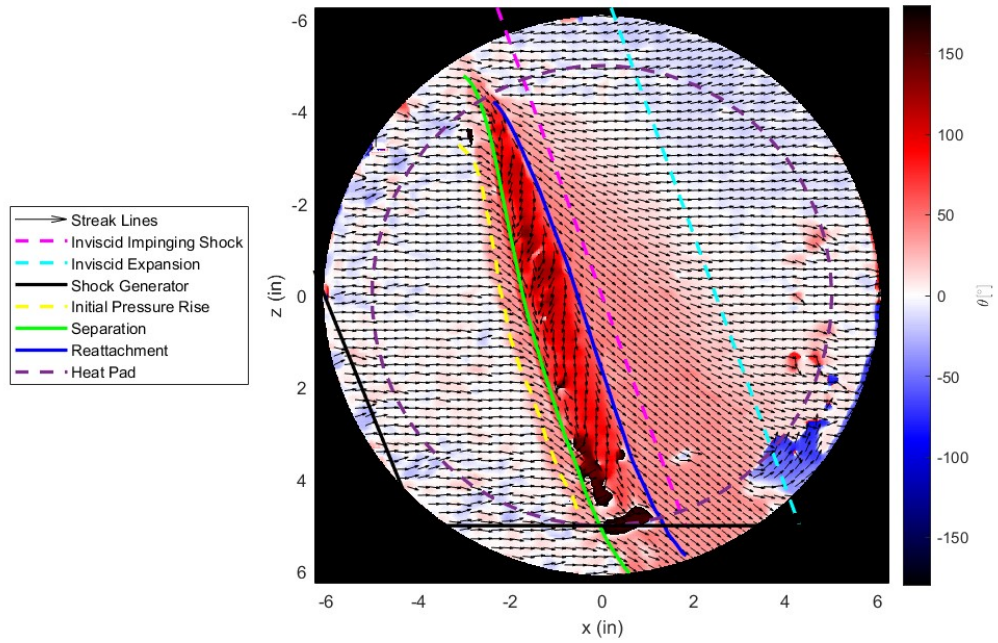 Streak Lines
Inviscid Impinging Shock
Inviscid Expansion
Shock Generator
Initial Pressure Rise
Separation
Reattachment
Heat Pad
-6
-4
-2
0
2
4
6
z (in)
-6
-4
-2
0
2
4
6
x (in)
150
100
50
0
-50
-100
-150
θ[°]